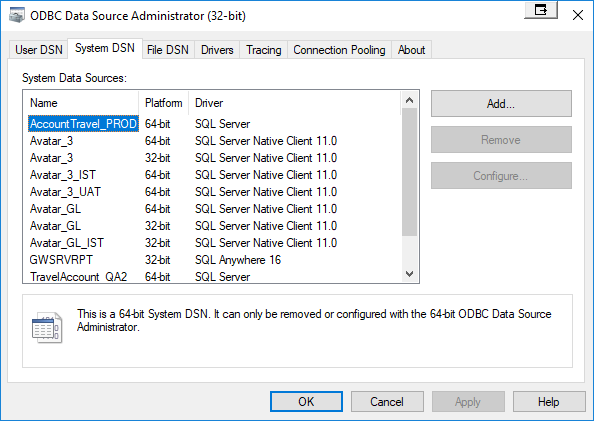 ODBC Data Source Administrator (32-bit)
User DSN System DSN File DSN Drivers Tracing Connection Pooling About
System Data Sources:
Name Platform Driver
AccountTravel_PROD 64-bit SQL Server
Avatar_3 64-bit SQL Server Native Client 11.0
Avatar_3 32-bit SQL Server Native Client 11.0
Avatar_3_IST 64-bit SQL Server Native Client 11.0
Avatar_3_UAT 64-bit SQL Server Native Client 11.0
Avatar_GL 64-bit SQL Server Native Client 11.0
Avatar_GL 32-bit SQL Server Native Client 11.0
Avatar_GL_IST 32-bit SQL Server Native Client 11.0
GWSRVRPT 32-bit SQL Anywhere 16
TravelAccount_QA2 64-bit SQL Server
Add...
Remove
Configure...
This is a 64-bit System DSN. It can only be removed or configured with the 64-bit ODBC Data Source
Administrator.
OK Cancel Apply Help